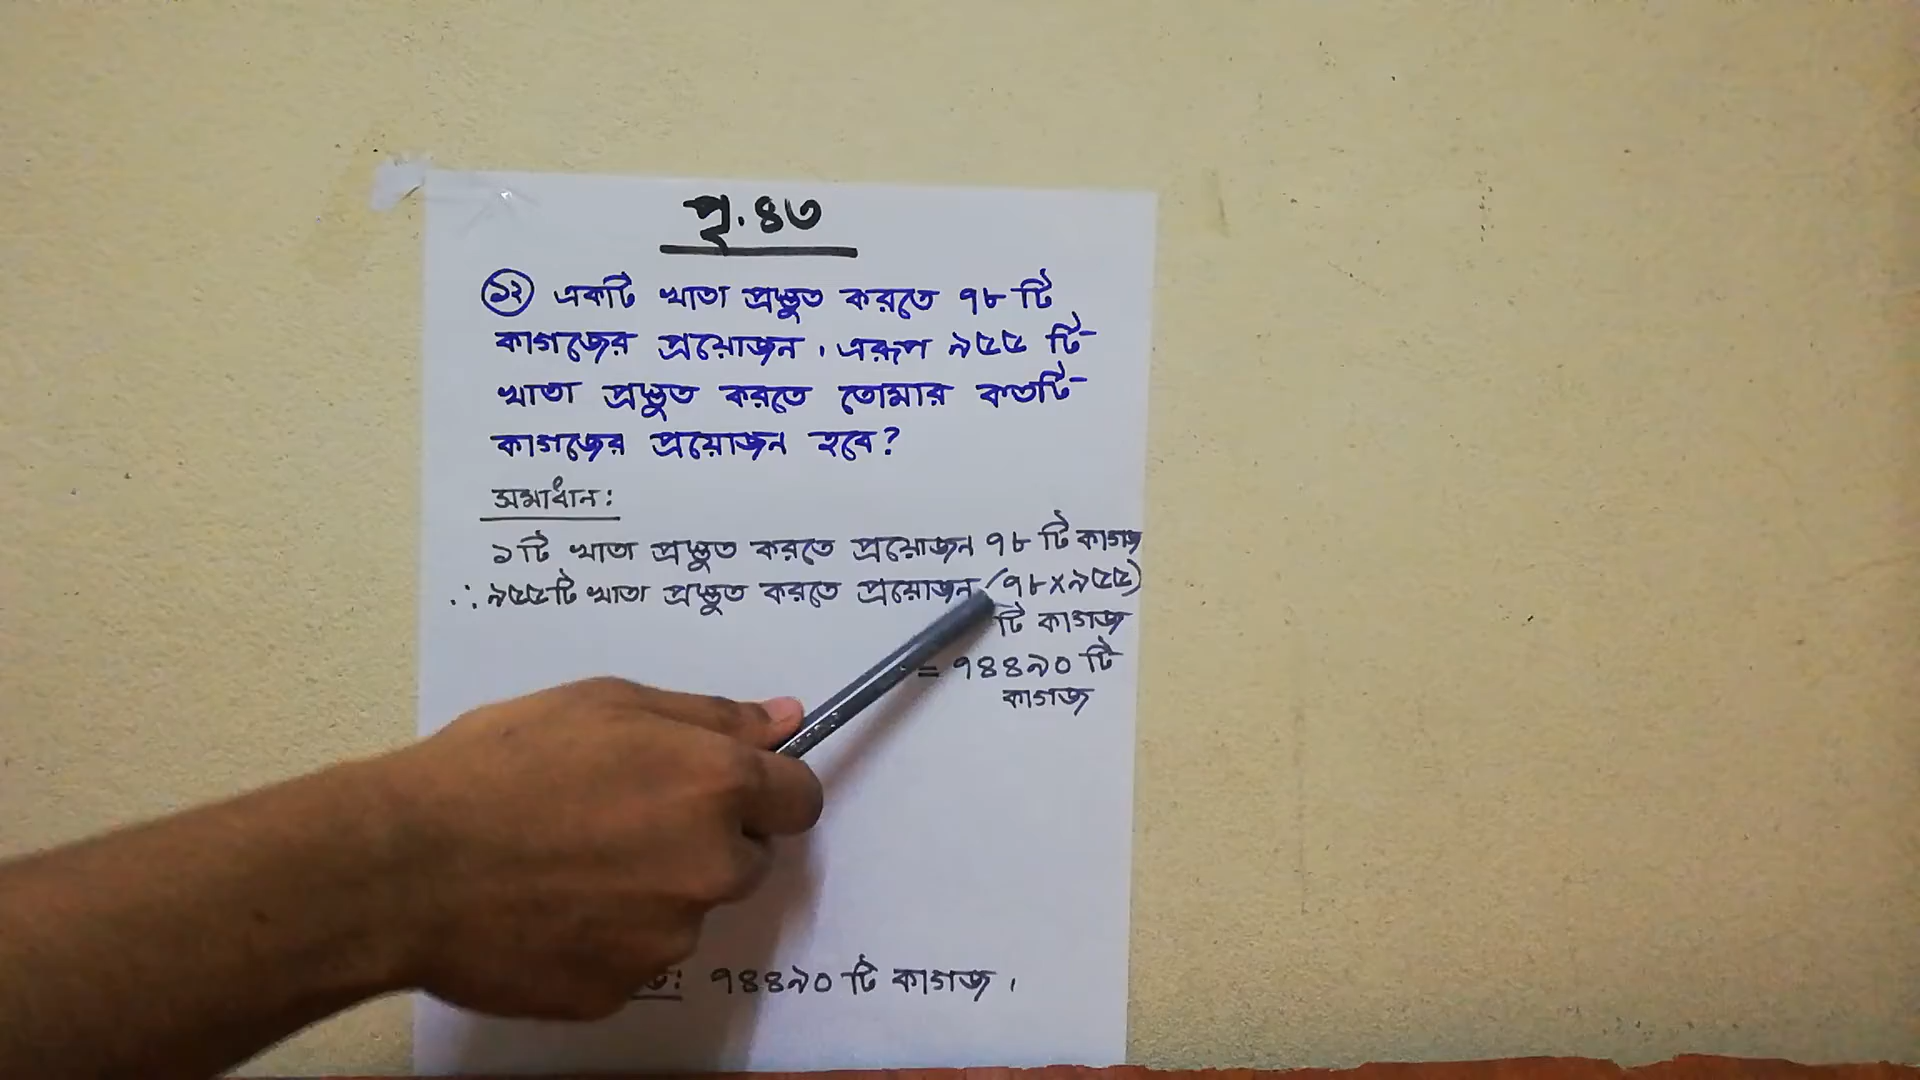 পৃ. ৪৩
১২ একটি খাতা প্রস্তুত করতে ৭৮ টি
কাগজের প্রয়োজন। এরূপ ৯৫৫ টি
খাতা প্রস্তুত করতে তোমার কতটি
কাগজের প্রয়োজন হবে?
সমাধান:
১টি খাতা প্রস্তুত করতে প্রয়োজন ৭৮ টি কাগজ
∴ ৯৫৫টি খাতা প্রস্তুত করতে প্রয়োজন (৭৮×৯৫৫)
টি কাগজ
= ৭৪৪৯০ টি
কাগজ
৭৪৪৯০ টি কাগজ।